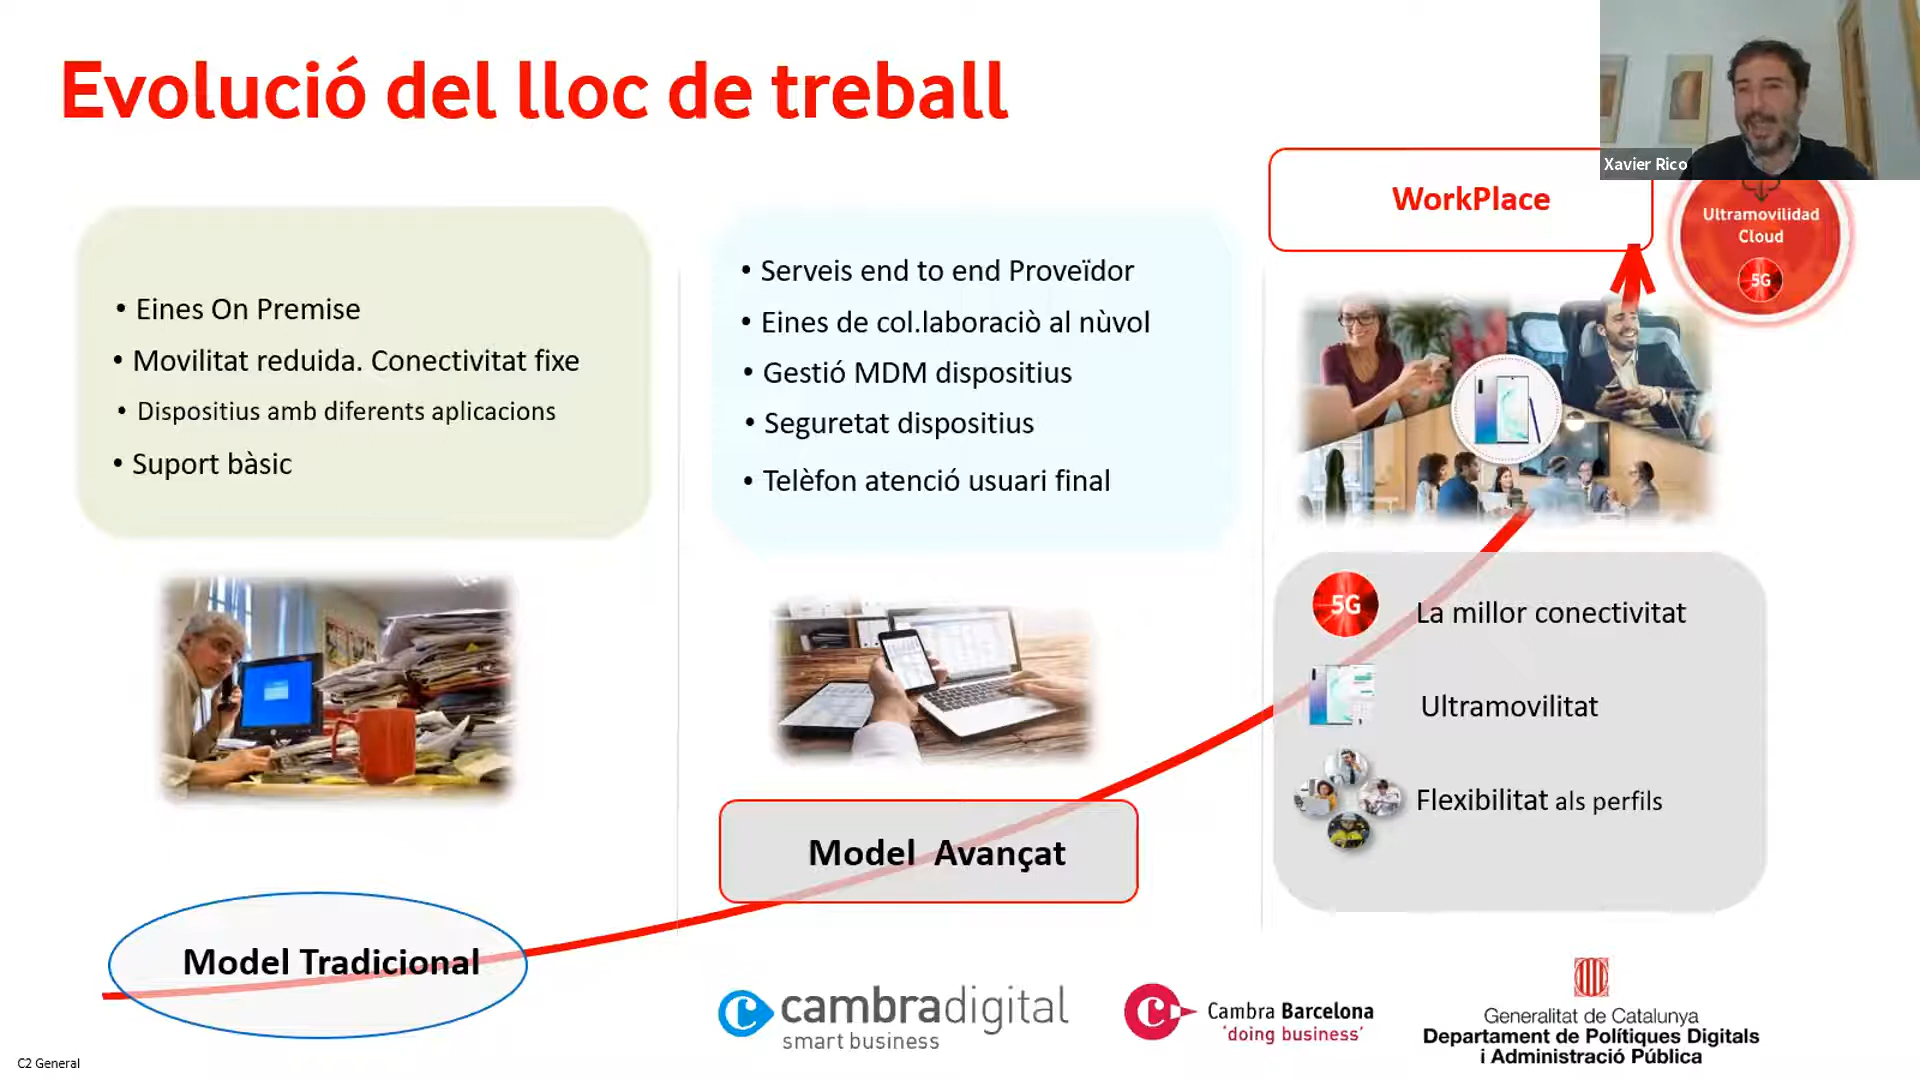 Evolució del lloc de treball
Xavier Rico
WorkPlace
Ultramovilidad
Cloud
5G
• Eines On Premise
• Movilitat reduida. Conectivitat fixe
• Dispositius amb diferents aplicacions
• Suport bàsic
• Serveis end to end Proveïdor
• Eines de col.laboraciò al nùvol
• Gestió MDM dispositius
• Seguretat dispositius
• Telèfon atenció usuari final
5G
La millor conectivitat
Ultramovilitat
Flexibilitat als perfils
Model Avançat
Model Tradicional
cambradigital
smart business
Cambra Barcelona
'doing business'
Generalitat de Catalunya
Departament de Polítiques Digitals
i Administració Pública
C2 General